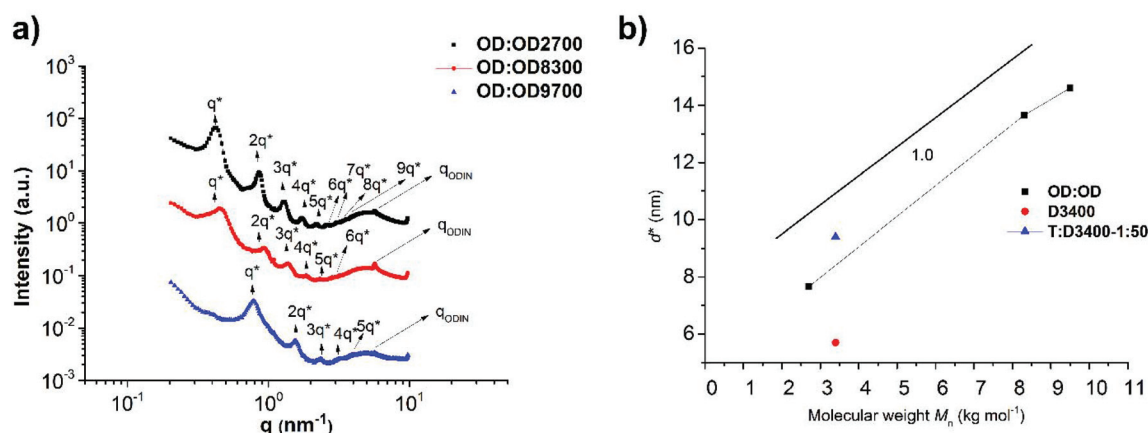 a)
OD:OD2700
OD:OD8300
OD:OD9700
Intensity (a.u.)
10³
10²
10¹
10⁰
10⁻¹
10⁻²
10⁻³
q*
2q*
3q*
4q*
5q*
6q*
7q*
8q*
9q*
q_ODIN
q*
2q*
3q*
4q*
5q*
6q*
q_ODIN
q*
2q*
3q*
4q*
5q*
q_ODIN
10⁻¹
10⁰
10¹
q (nm⁻¹)
b)
d* (nm)
16
14
12
10
8
6
1.0
OD:OD
D3400
T:D3400-1:50
0 1 2 3 4 5 6 7 8 9 10 11
Molecular weight Mₙ (kg mol⁻¹)